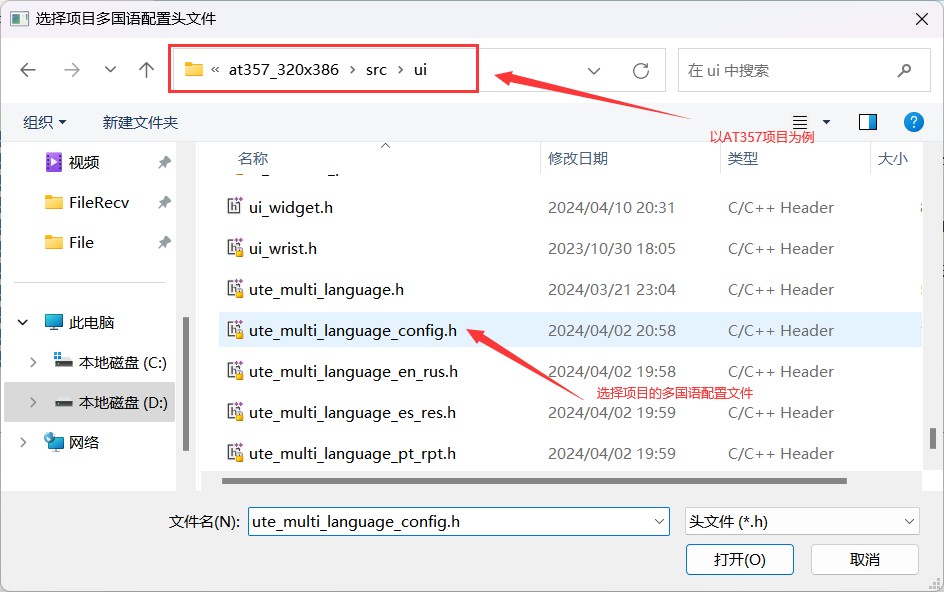 选择项目多国语配置头文件
« at357_320x386 › src › ui
在 ui 中搜索
组织 新建文件夹
以AT357项目为例
视频
FileRecv
File
此电脑
本地磁盘 (C:)
本地磁盘 (D:)
网络
名称 修改日期 类型 大小
ui_widget.h 2024/04/10 20:31 C/C++ Header
ui_wrist.h 2023/10/30 18:05 C/C++ Header
ute_multi_language.h 2024/03/21 23:04 C/C++ Header
ute_multi_language_config.h 2024/04/02 20:58 C/C++ Header
ute_multi_language_en_rus.h 2024/04/02 19:58 C/C++ Header
选择项目的多国语配置文件
ute_multi_language_es_res.h 2024/04/02 19:59 C/C++ Header
ute_multi_language_pt_rpt.h 2024/04/02 19:59 C/C++ Header
文件名(N): ute_multi_language_config.h 头文件 (*.h)
打开(O) 取消